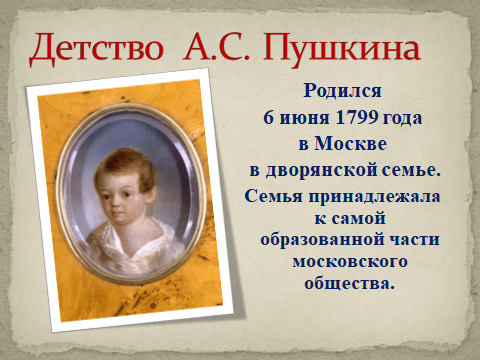 Детство А.С. Пушкина
Родился
6 июня 1799 года
в Москве
в дворянской семье.
Семья принадлежала
к самой
образованной части
московского
общества.